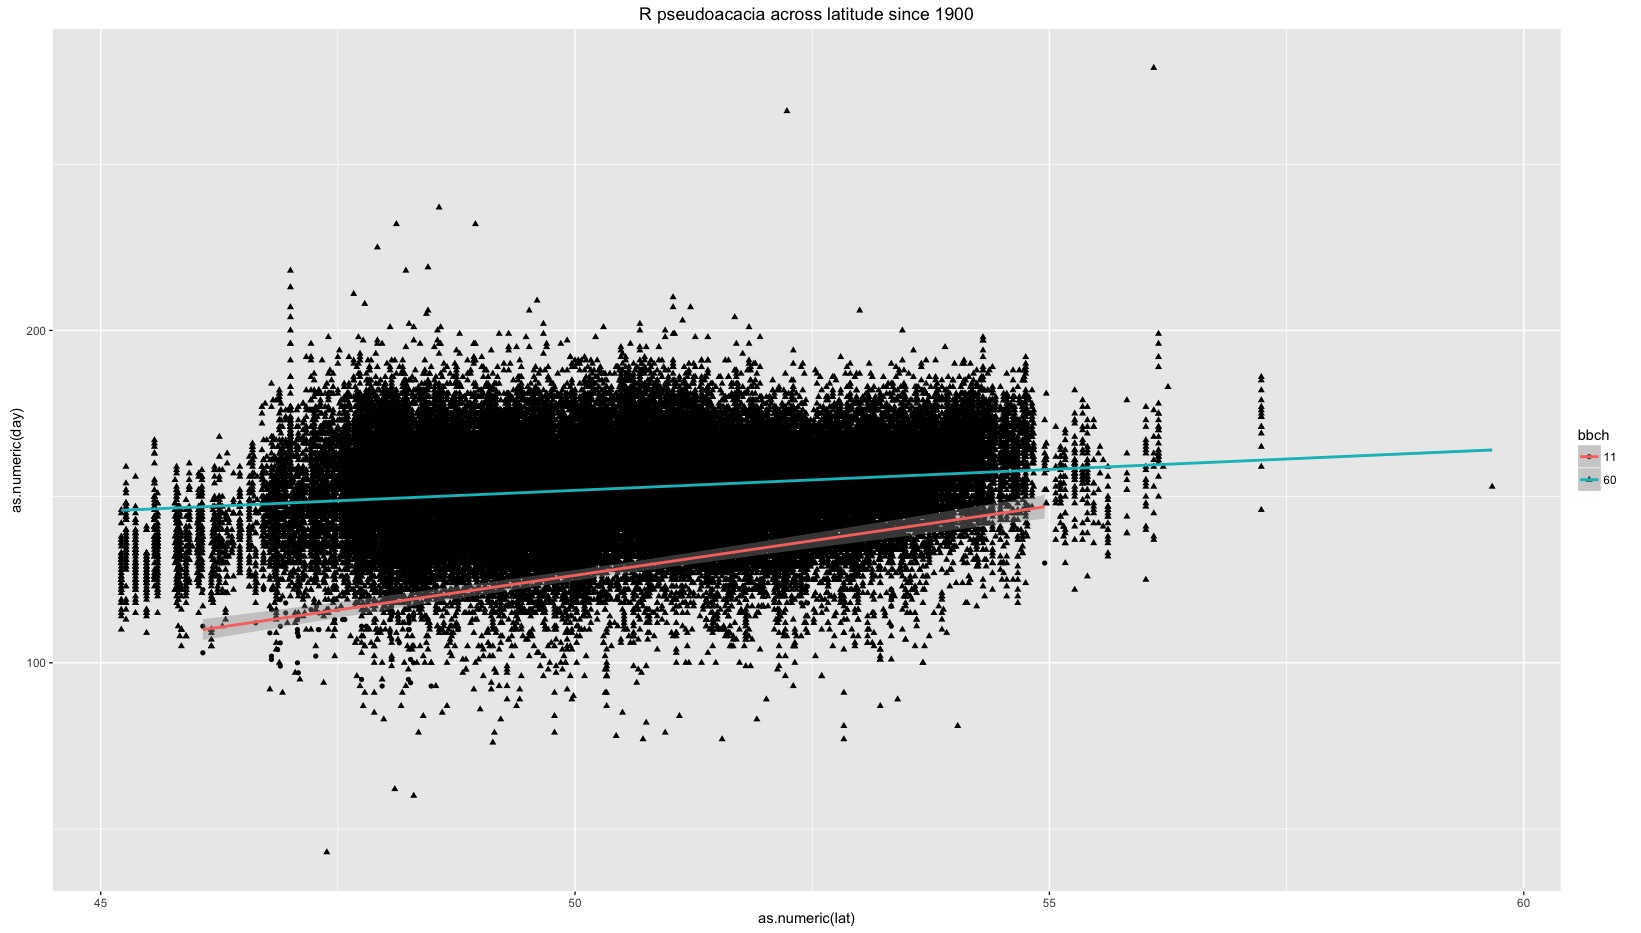 R pseudoacacia across latitude since 1900
as.numeric(day)
200
100
45
50
55
60
as.numeric(lat)
bbch
11
60